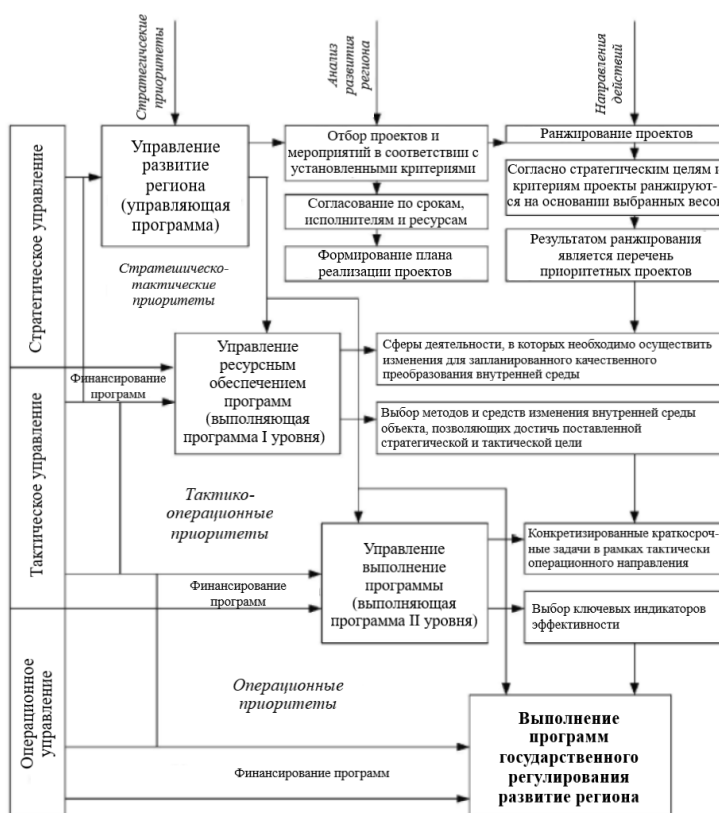 Стратегичсекие
приоритеты
Анализ
развития
региона
Направления
действий
Стратегическое управление
Управление
развитие
региона
(управляющая
программа)
Отбор проектов и
мероприятий в соответствии с
установленными критериями
Ранжирование проектов
Согласование по срокам,
исполнителям и ресурсам
Согласно стратегическим целям и
критериям проекты ранжируют-
ся на основании выбранных весов
Формирование плана
реализации проектов
Результатом ранжирования
является перечень
приоритетных проектов
Стратешическо-
тактические
приоритеты
Управление
ресурсным
обеспечением
программ
(выполняющая
программа I уровня)
Сферы деятельности, в которых необходимо осуществить
изменения для запланированного качественного
преобразования внутренней среды
Финансирование
программ
Выбор методов и средств изменения внутренней среды
объекта, позволяющих достичь поставленной
стратегической и тактической цели
Тактическое управление
Тактико-
операционные
приоритеты
Управление
выполнение
программы
(выполняющая
программа II уровня)
Конкретизированные краткосроч-
ные задачи в рамках тактически
операционного направления
Финансирование
программ
Выбор ключевых индикаторов
эффективности
Операционное
управление
Операционные
приоритеты
Выполнение
программ
государственного
регулирования
развитие региона
Финансирование программ